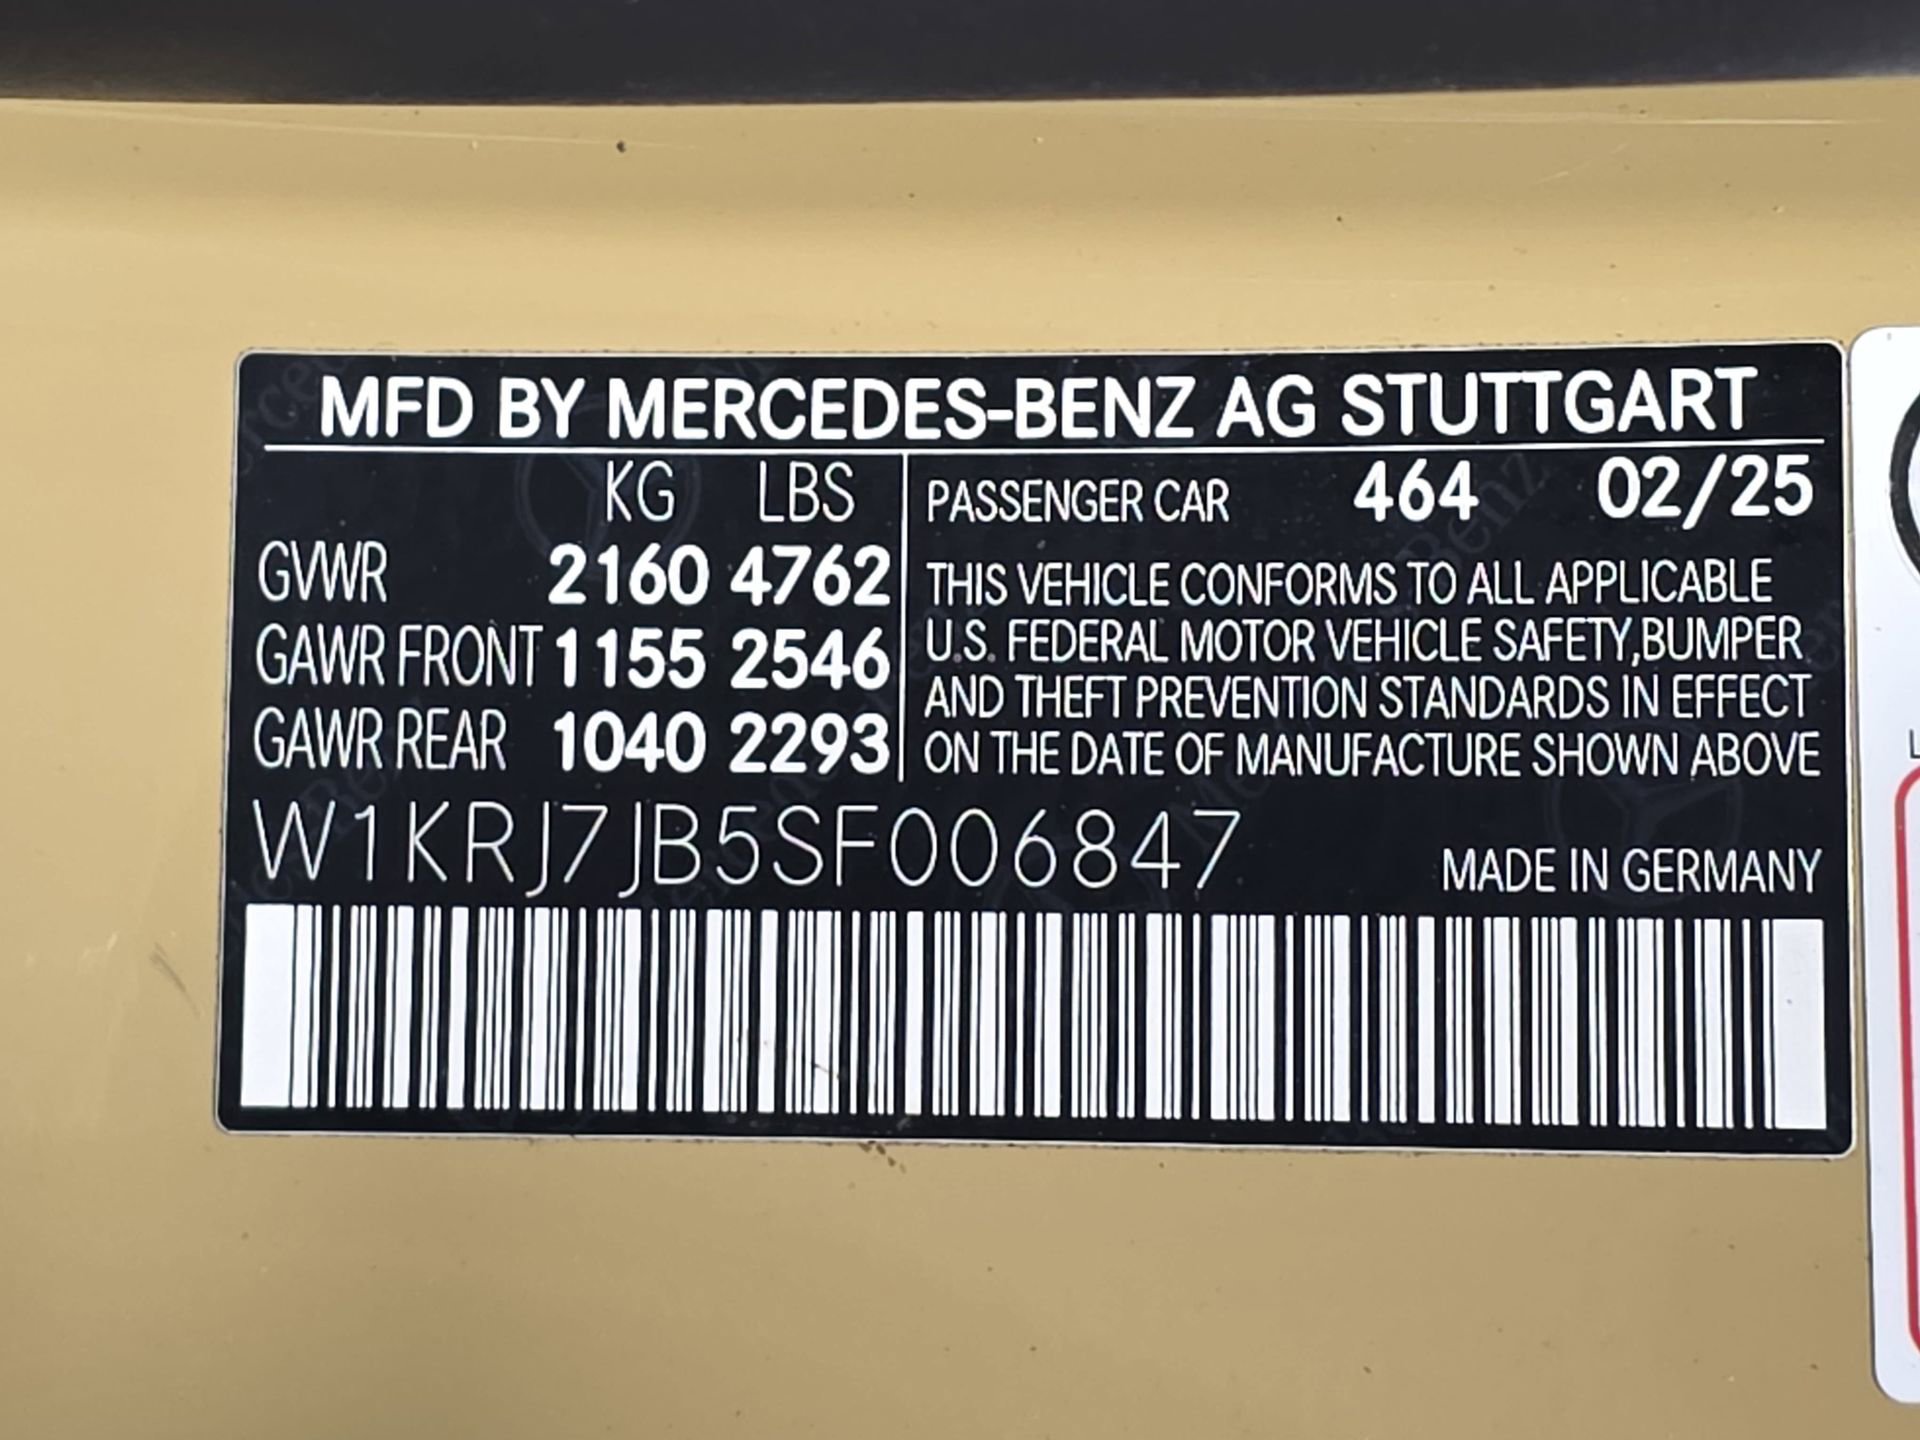 MFD BY MERCEDES-BENZ AG STUTTGART
KG LBS
GVWR 2160 4762
GAWR FRONT 1155 2546
GAWR REAR 1040 2293
PASSENGER CAR 464 02/25
THIS VEHICLE CONFORMS TO ALL APPLICABLE
U.S. FEDERAL MOTOR VEHICLE SAFETY,BUMPER
AND THEFT PREVENTION STANDARDS IN EFFECT
ON THE DATE OF MANUFACTURE SHOWN ABOVE
W1KRJ7JB5SF006847
MADE IN GERMANY